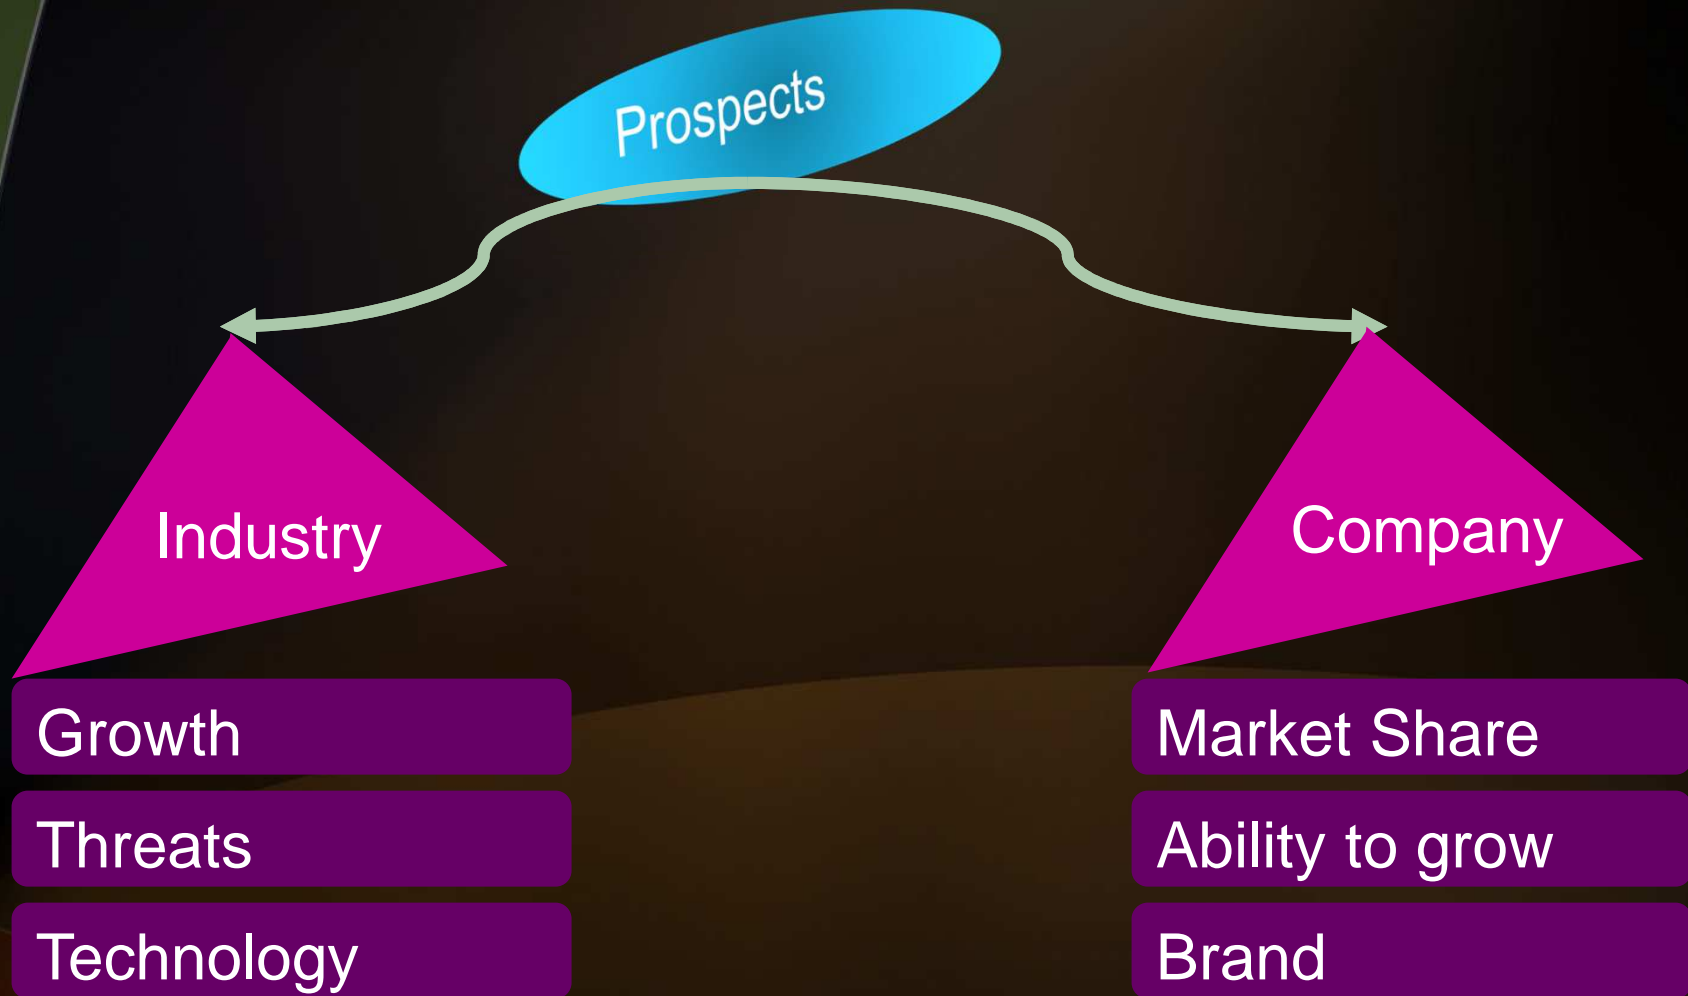 Prospects
Industry
Company
Growth
Threats
Technology
Market Share
Ability to grow
Brand